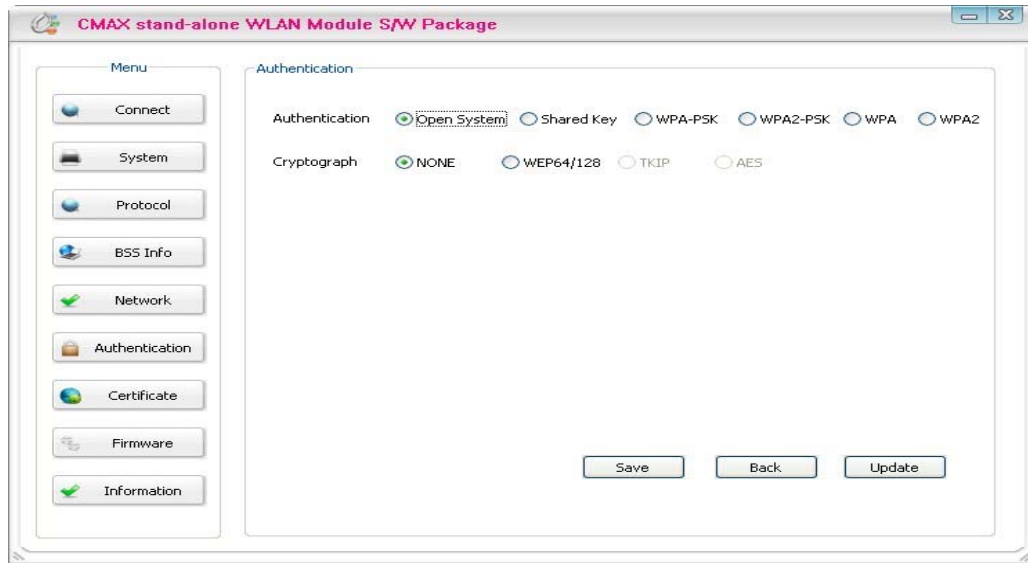 CMAX stand-alone WLAN Module S/W Package
Menu
Connect
System
Protocol
BSS Info
Network
Authentication
Certificate
Firmware
Information
Authentication
Authentication Open System Shared Key WPA-PSK WPA2-PSK WPA WPA2
Cryptograph NONE WEP64/128 TKIP AES
Save Back Update